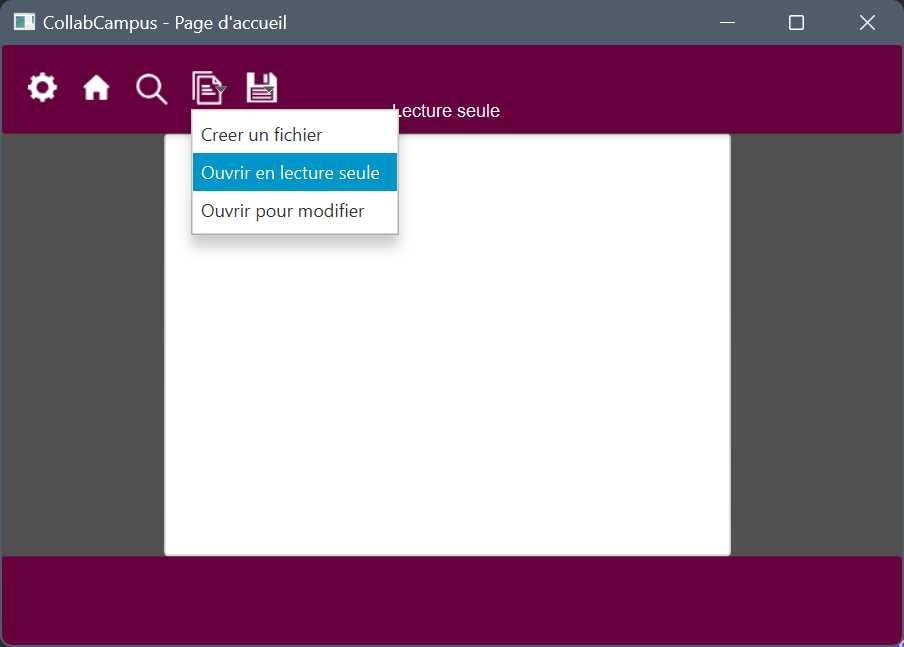 CollabCampus - Page d'accueil
Lecture seule
Creer un fichier
Ouvrir en lecture seule
Ouvrir pour modifier